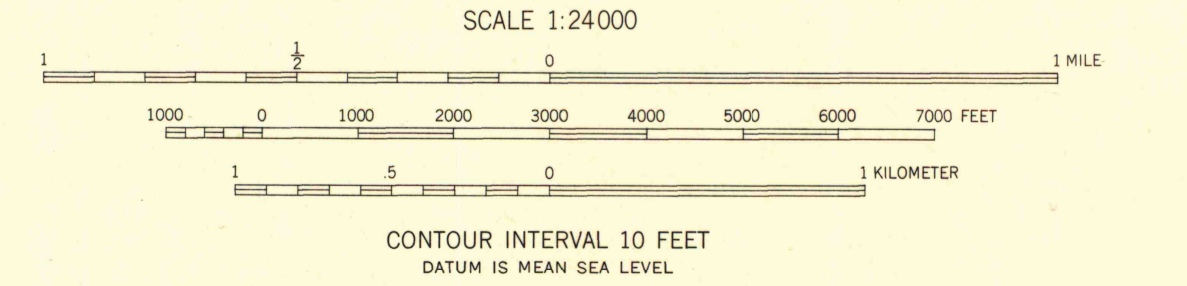 SCALE 1:24000
1 1/2 0 1 MILE
1000 0 1000 2000 3000 4000 5000 6000 7000 FEET
1 .5 0 1 KILOMETER
CONTOUR INTERVAL 10 FEET
DATUM IS MEAN SEA LEVEL